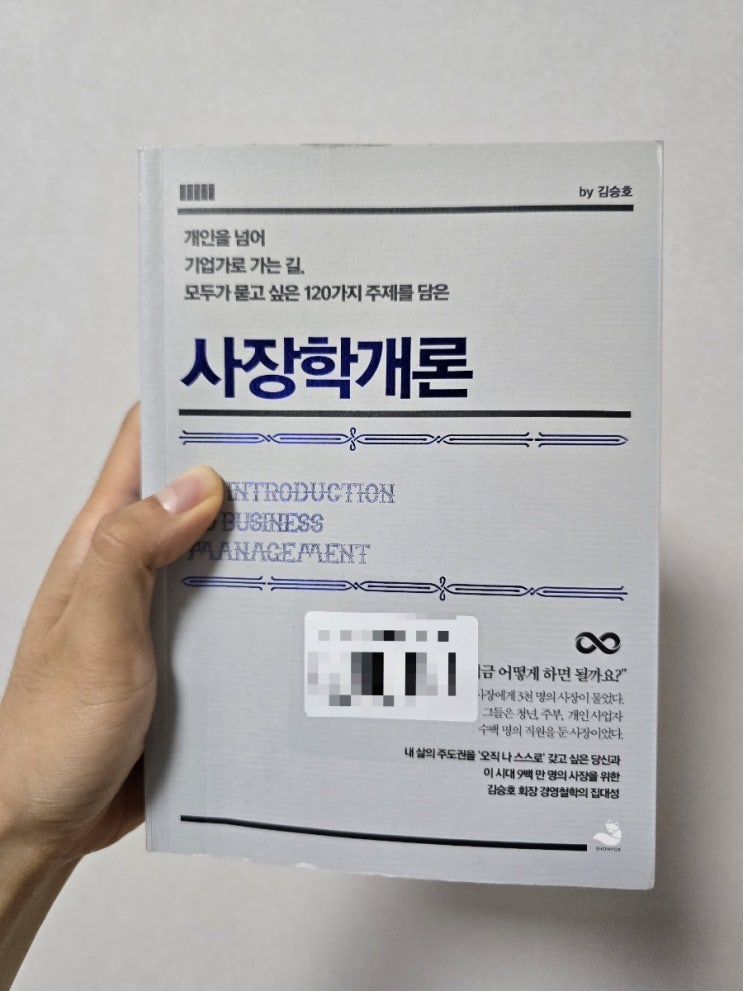 by 김승호
개인을 넘어
기업가로 가는 길.
모두가 묻고 싶은 120가지 주제를 담은
사장학개론
INTRODUCTION
BUSINESS
MANAGEMENT
어떻게 하면 될까요?”
사장에게 3천 명의 사장이 물었다.
그들은 청년, 주부, 개인 사업자
수백 명의 직원을 둔 사장이었다.
내 삶의 주도권을 ‘오직 나 스스로’ 갖고 싶은 당신과
이 시대 9백 만 명의 사장을 위한
김승호 회장 경영철학의 집대성
SNOWFOX